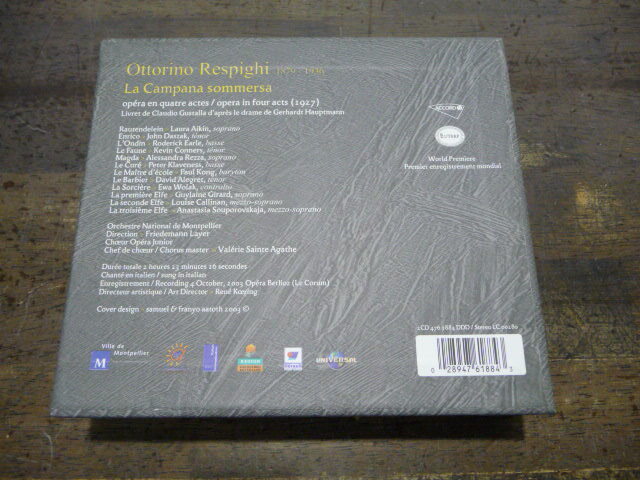 Ottorino Respighi 1879 - 1936
La Campana sommersa
opéra en quatre actes / opera in four acts (1927)
Livret de Claudio Guastalla d'après le drame de Gerhardt Hauptmann
Rautendelein - Laura Aikin, soprano
Enrico - John Daszak, ténor
L'Ondin - Roderick Earle, basse
Le Faune - Kevin Conners, ténor
Magda - Alessandra Rezza, soprano
Le Curé - Peter Klaveness, basse
Le Maître d'école - Paul Kong, baryton
Le Barbier - David Alegret, ténor
La Sorcière - Ewa Wolak, contralto
La première Elfe - Guylaine Girard, soprano
La seconde Elfe - Louise Callinan, mezzo-soprano
La troisième Elfe - Anastasia Souporovskaja, mezzo-soprano
Orchestre National de Montpellier
Direction - Friedemann Layer
Chœur Opéra Junior
Chef de chœur / Chorus master - Valérie Sainte Agathe
Durée totale 2 heures 23 minutes 26 secondes
Chanté en italien / sung in italian
Enregistrement / Recording 4 October, 2003 Opéra Berlioz (Le Corum)
Directeur artistique / Art Director - René Kœring
Cover design - samuel & franyo aatoth 2003 ©
ACCORD
World Premiere
Premier enregistrement mondial
2CD 476 1884 DDD / Stereo LC 00280
0 28947 61884 3
Ville de
Montpellier
M
UNIVERSAL